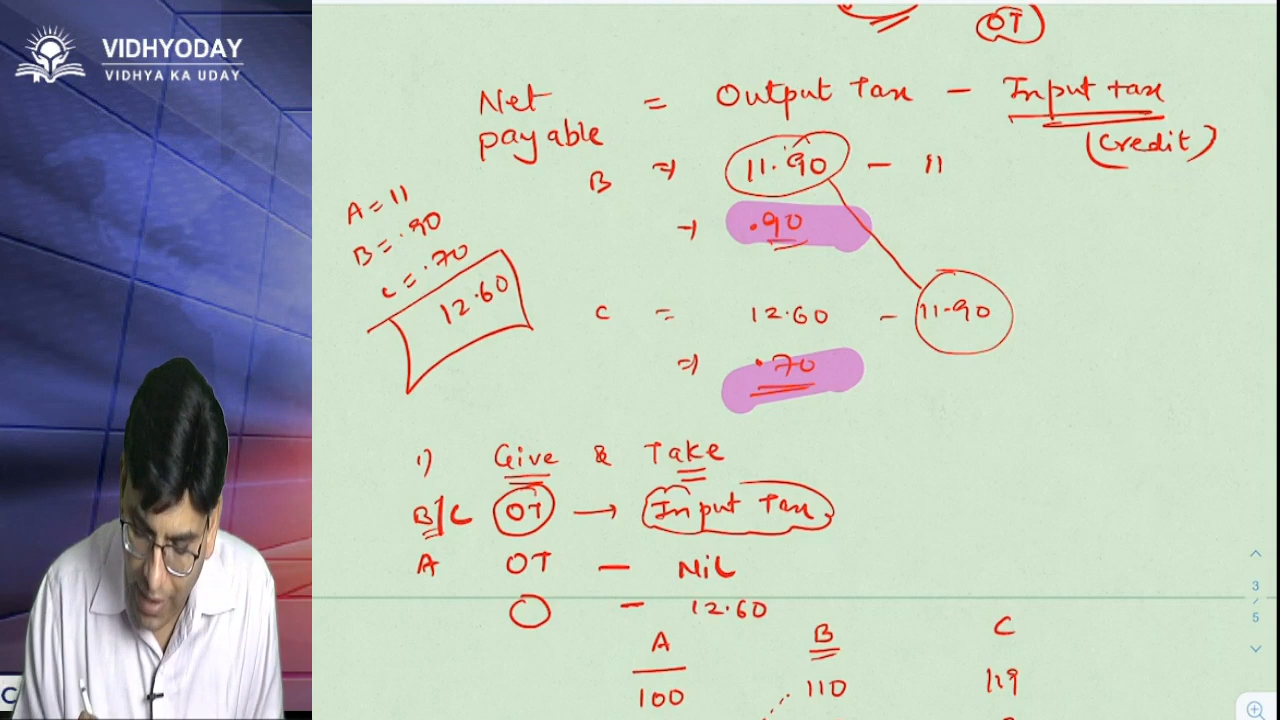 VIDHYODAY
VIDHYA KA UDAY
OT
Net payable = Output Tax - Input tax
(credit)
B ⇒ 11.90 - 11
→ .90
A = 11
B = .90
C = .70
12.60
C = 12.60 - 11.90
⇒ .70
1) Give & Take
B/C OT → Input Tax
A OT - NiL
O - 12.60
A B C
100 110 119
3
/
5
C